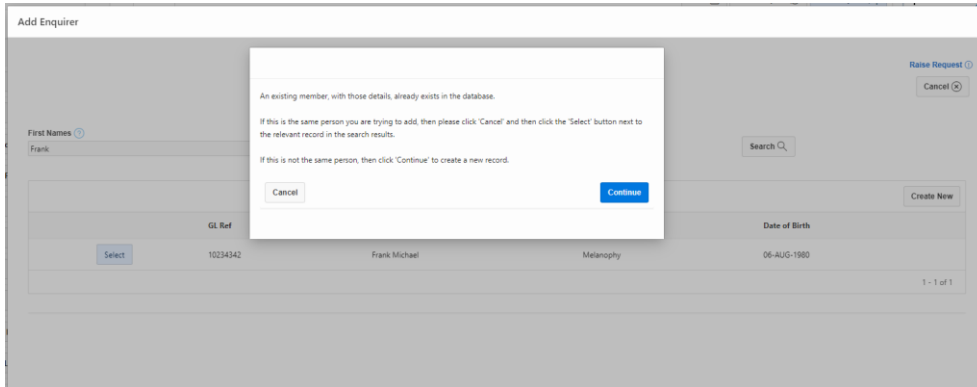 Add Enquirer
Raise Request
Cancel
An existing member, with those details, already exists in the database.
If this is the same person you are trying to add, then please click 'Cancel' and then click the 'Select' button next to
the relevant record in the search results.
If this is not the same person, then click 'Continue' to create a new record.
First Names
Frank
Search
Cancel
Continue
Create New
GL Ref
Date of Birth
Select
10234342
Frank Michael
Melanophy
06-AUG-1980
1 - 1 of 1